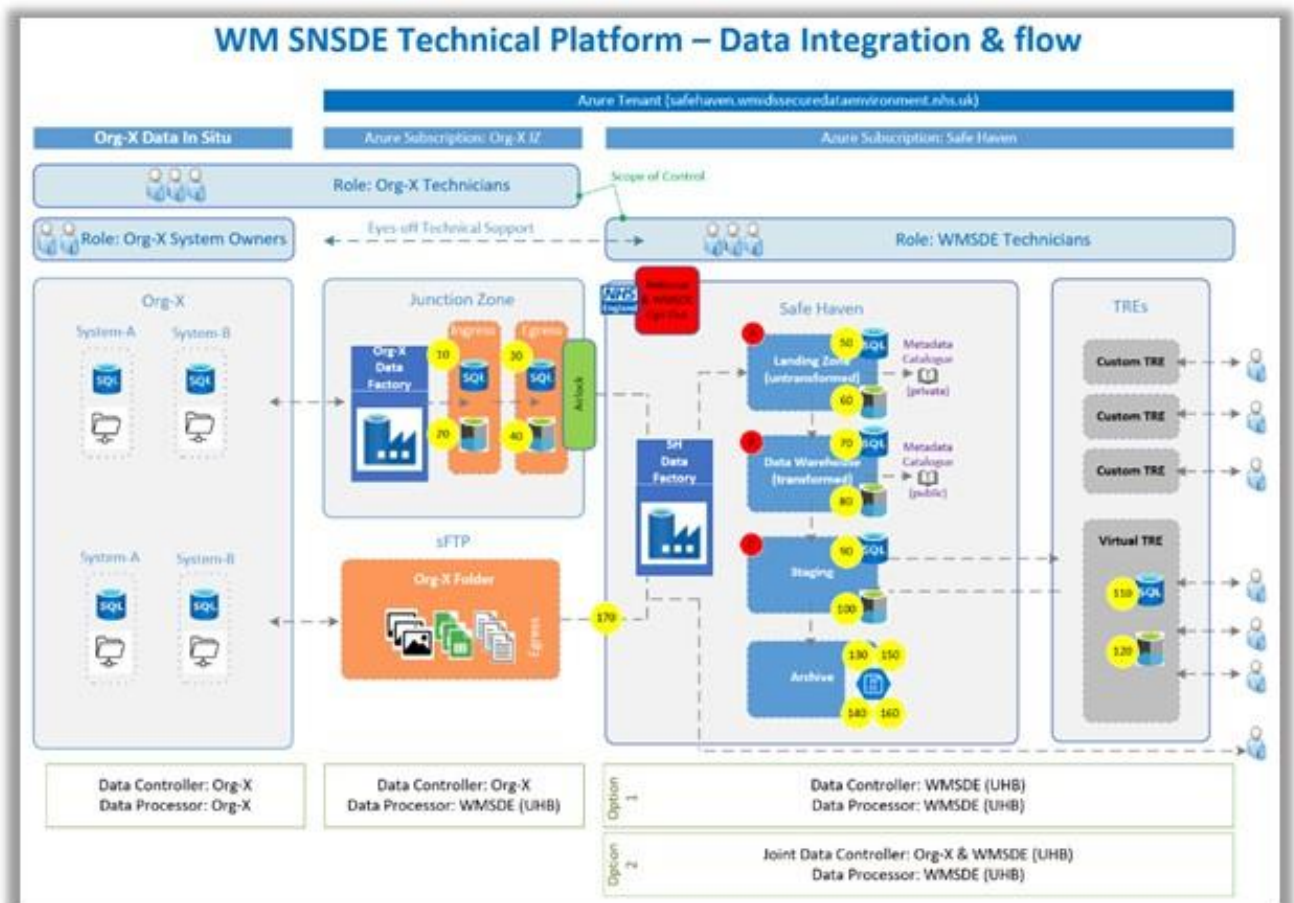 WM SNSDE Technical Platform – Data Integration & flow
Azure Tenant (safehaven.wmidssecuredataenvironment.nhs.uk)
Org-X Data In Situ
Azure Subscription: Org-X JZ
Azure Subscription: Safe Haven
Role: Org-X Technicians
Scope of Control
Role: Org-X System Owners
Eyes-off Technical Support
Role: WMSDE Technicians
Org-X
System-A
System-B
SQL
SQL
System-A
System-B
SQL
SQL
Junction Zone
Org-X
Data
Factory
Ingress
Egress
10
30
SQL
SQL
20
40
Airlock
sFTP
Org-X Folder
Egress
170
NHS
England
& WMSDE
Opt Out
Safe Haven
SH
Data
Factory
50
SQL
Landing Zone
(untransformed)
60
Metadata
Catalogue
(private)
70
SQL
Data Warehouse
(transformed)
80
Metadata
Catalogue
(public)
90
SQL
Staging
100
130
150
Archive
140
160
TREs
Custom TRE
Custom TRE
Custom TRE
Virtual TRE
110
SQL
120
Data Controller: Org-X
Data Processor: Org-X
Data Controller: Org-X
Data Processor: WMSDE (UHB)
Option
1
Data Controller: WMSDE (UHB)
Data Processor: WMSDE (UHB)
Option
2
Joint Data Controller: Org-X & WMSDE (UHB)
Data Processor: WMSDE (UHB)